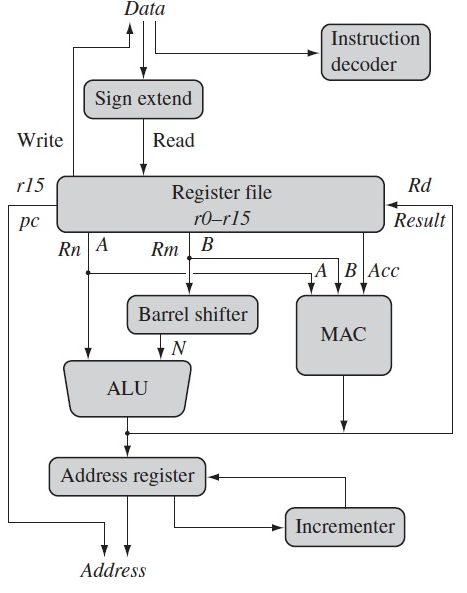 Data
Instruction
decoder
Sign extend
Write
Read
r15
Register file
Rd
pc
r0–r15
Result
Rn
A
Rm
B
A
B
Acc
Barrel shifter
MAC
N
ALU
Address register
Incrementer
Address